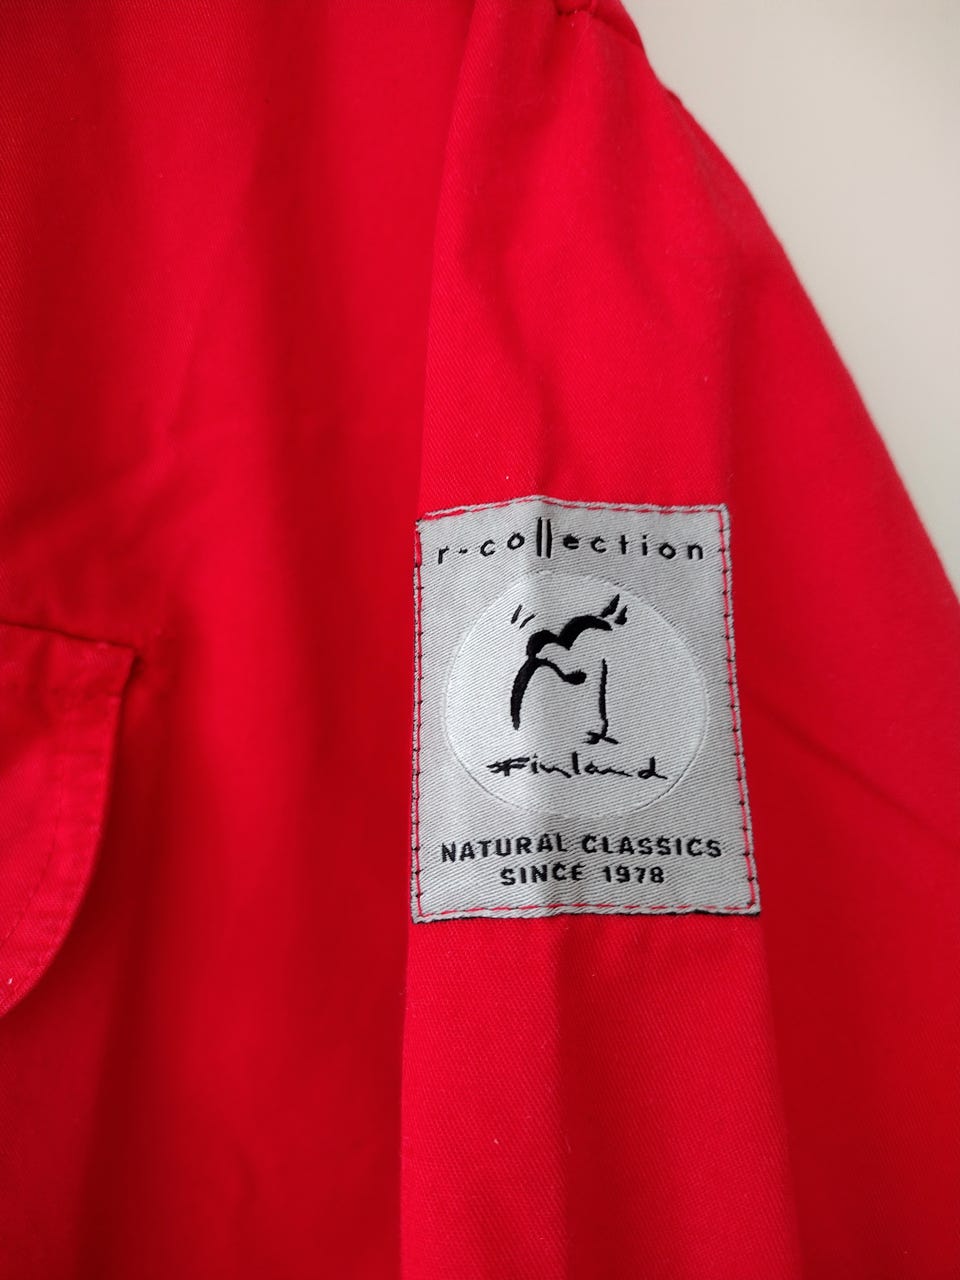 r-collection
Finland
NATURAL CLASSICS
SINCE 1978